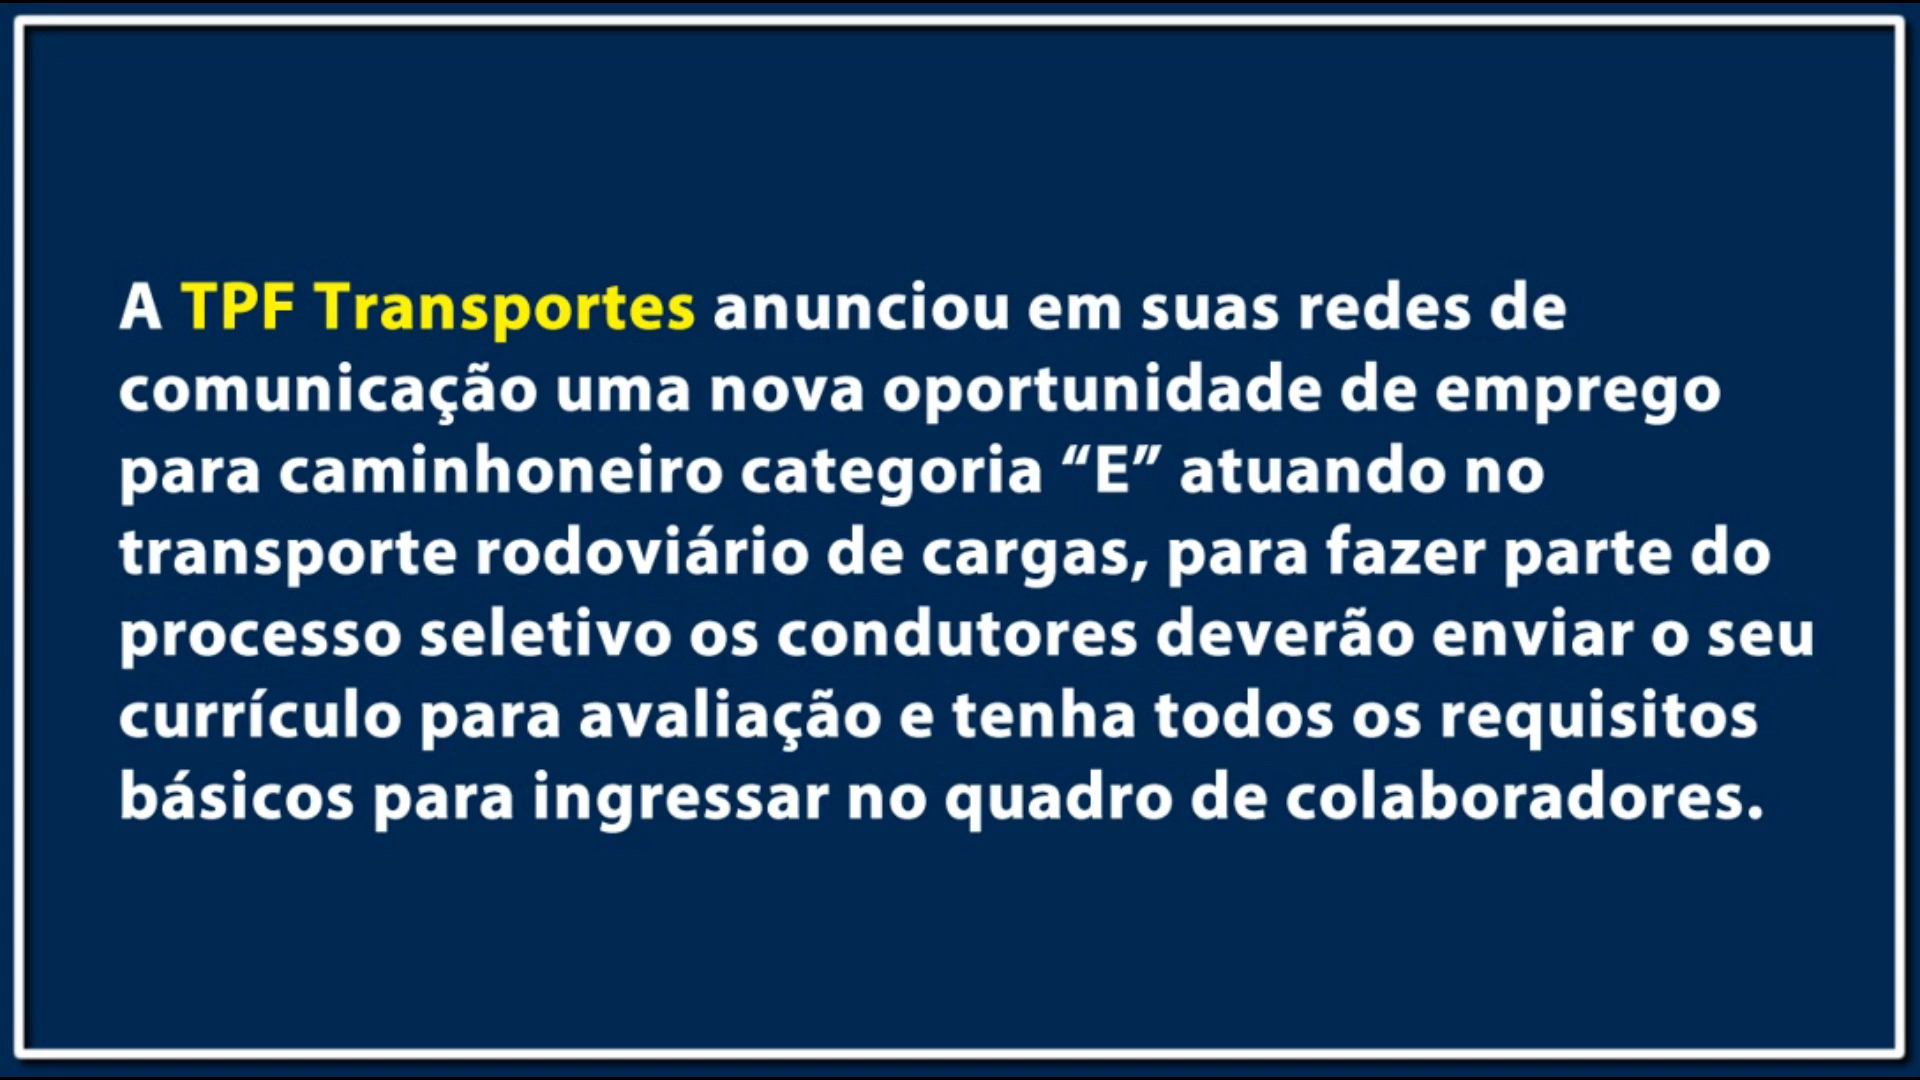 A TPF Transportes anunciou em suas redes de
comunicação uma nova oportunidade de emprego
para caminhoneiro categoria “E” atuando no
transporte rodoviário de cargas, para fazer parte do
processo seletivo os condutores deverão enviar o seu
currículo para avaliação e tenha todos os requisitos
básicos para ingressar no quadro de colaboradores.